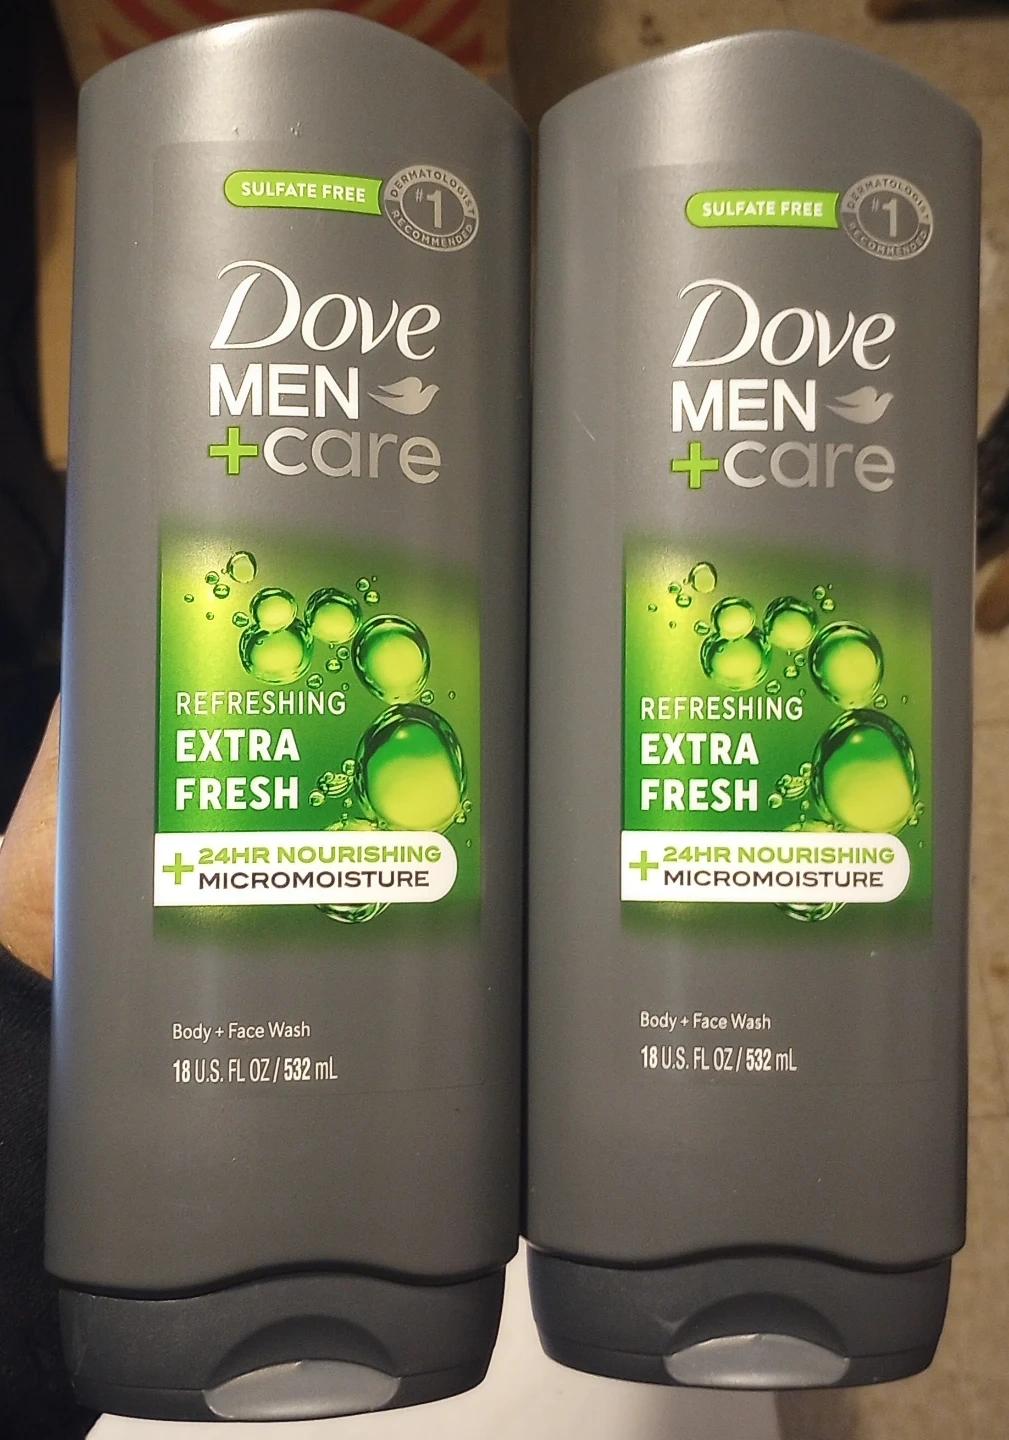 SULFATE FREE
DERMATOLOGIST
#1
RECOMMENDED
Dove
MEN
+care
REFRESHING
EXTRA
FRESH
+ 24HR NOURISHING
MICROMOISTURE
Body + Face Wash
18 U.S. FL OZ / 532 mL
SULFATE FREE
DERMATOLOGIST
#1
RECOMMENDED
Dove
MEN
+care
REFRESHING
EXTRA
FRESH
+ 24HR NOURISHING
MICROMOISTURE
Body + Face Wash
18 U.S. FL OZ / 532 mL